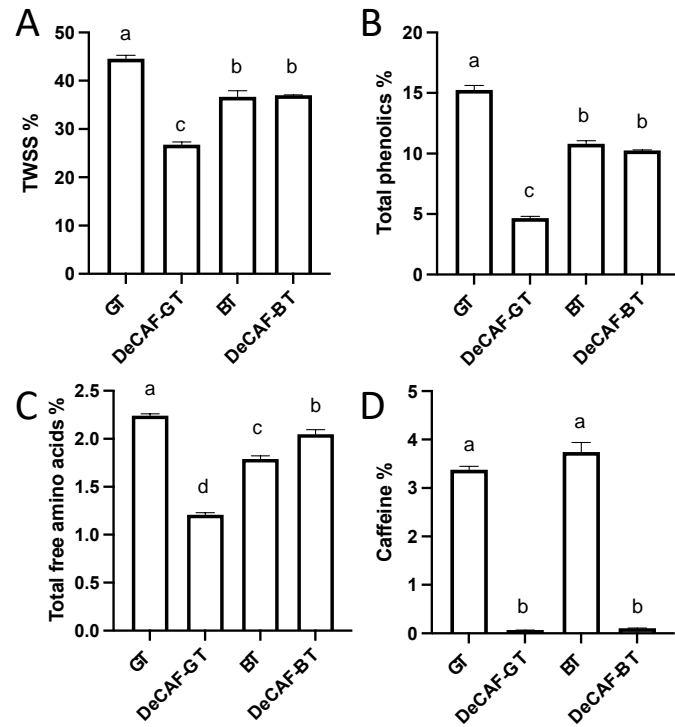 A
TWSS %
50
40
30
20
10
0
a
c
b
b
GT
DeCAF-GT
BT
DeCAF-BT
B
Total phenolics %
20
15
10
5
0
a
c
b
b
GT
DeCAF-GT
BT
DeCAF-BT
C
Total free amino acids %
2.5
2.0
1.5
1.0
0.5
0.0
a
d
c
b
GT
DeCAF-GT
BT
DeCAF-BT
D
Caffeine %
5
4
3
2
1
0
a
b
a
b
GT
DeCAF-GT
BT
DeCAF-BT